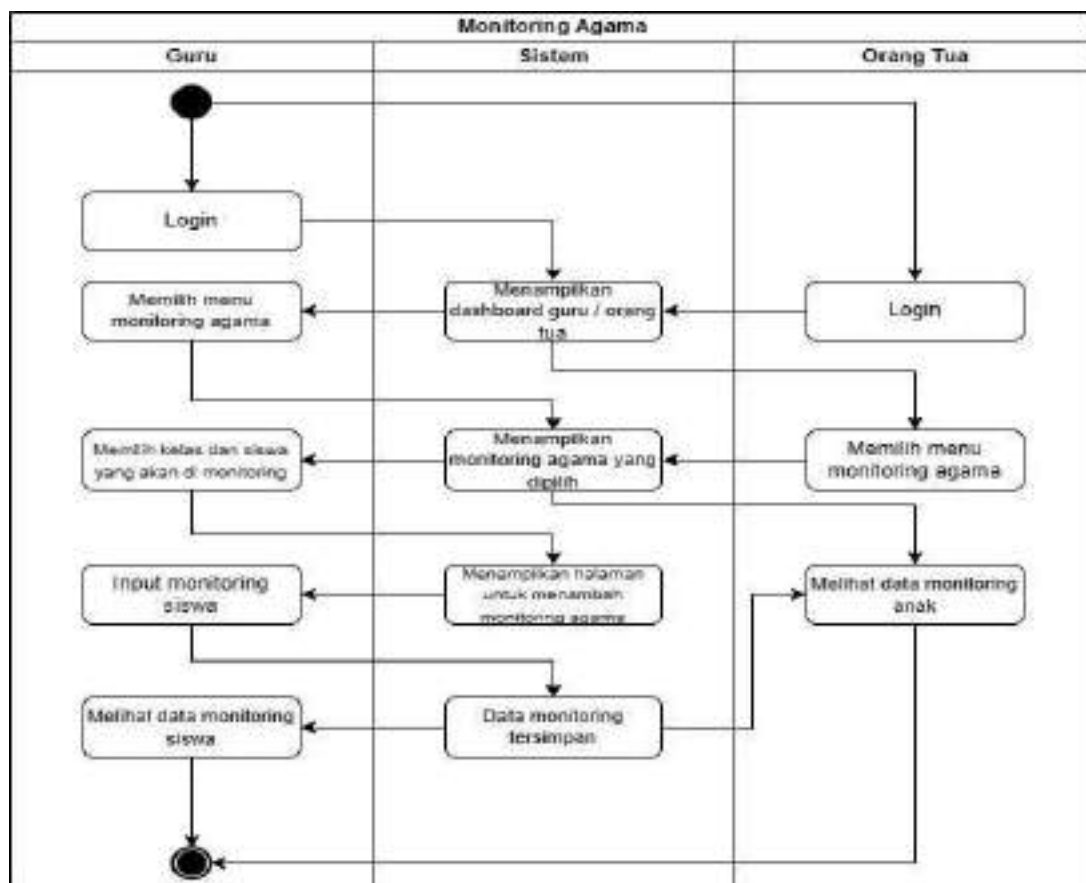 Monitoring Agama
Guru
Sistem
Orang Tua
Login
Menampilkan
dashboard guru / orang
tua
Memilih menu
monitoring agama
Login
Memilih kelas dan siswa
yang akan di monitoring
Menampilkan
monitoring agama yang
dipilih
Memilih menu
monitoring agama
Input monitoring
siswa
Menampilkan halaman
untuk menambah
monitoring agama
Melihat data monitoring
anak
Melihat data monitoring
siswa
Data monitoring
tersimpan